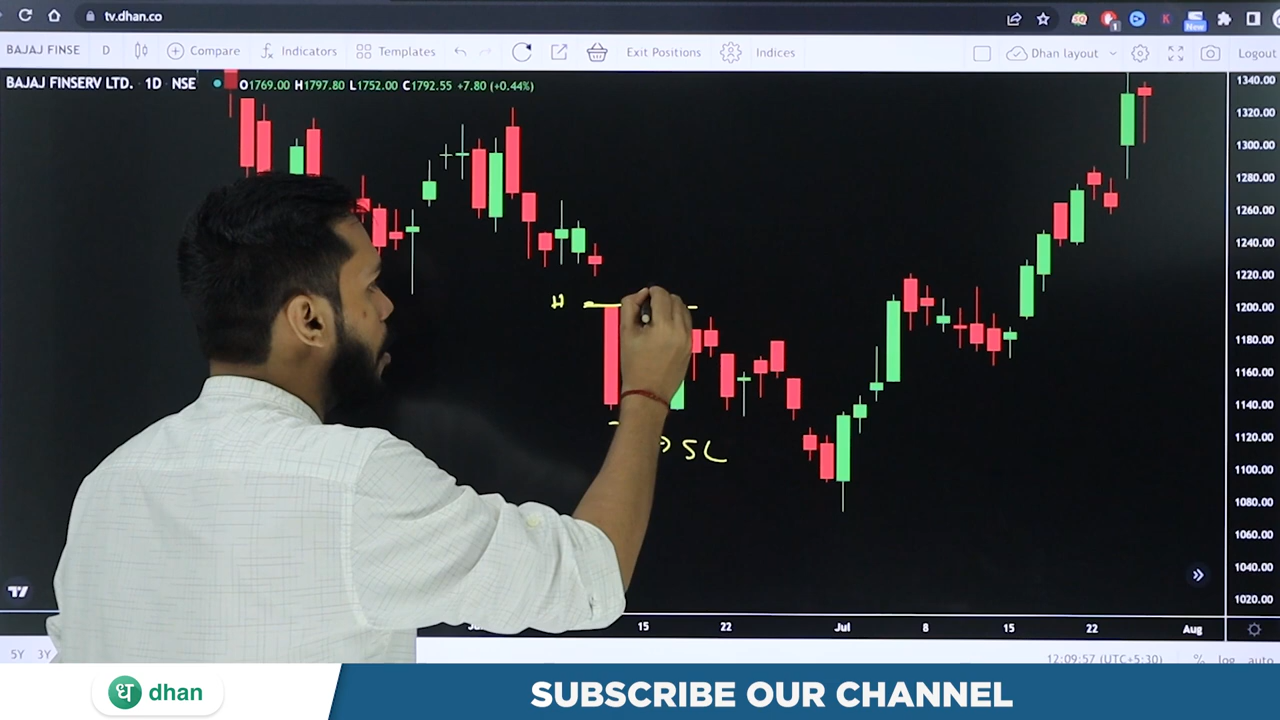 tv.dhan.co
New
1
BAJAJ FINSE D Compare Indicators Templates Exit Positions Indices Dhan layout Logout
BAJAJ FINSERV LTD. 1D NSE O1769.00 H1797.80 L1752.00 C1792.55 +7.80 (+0.44%)
1340.00
1320.00
1300.00
1280.00
1260.00
1240.00
1220.00
1200.00
1180.00
1160.00
1140.00
1120.00
1100.00
1080.00
1060.00
1040.00
1020.00
H
SL
15 22 Jul 8 15 22 Aug
5Y 3Y 12:09:57 (UTC+5:30) % log auto
ध dhan
SUBSCRIBE OUR CHANNEL